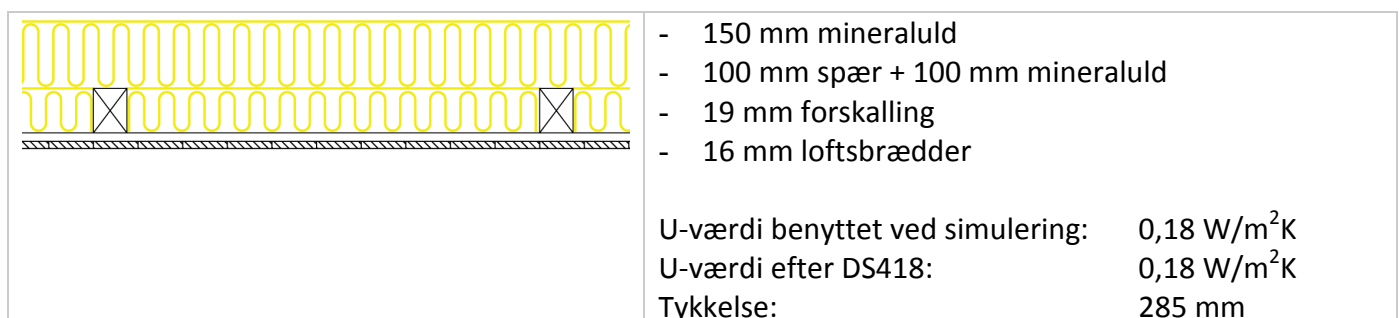 - 150 mm mineraluld
- 100 mm spær + 100 mm mineraluld
- 19 mm forskalling
- 16 mm loftsbrædder
U-værdi benyttet ved simulering: 0,18 W/m²K
U-værdi efter DS418: 0,18 W/m²K
Tykkelse: 285 mm